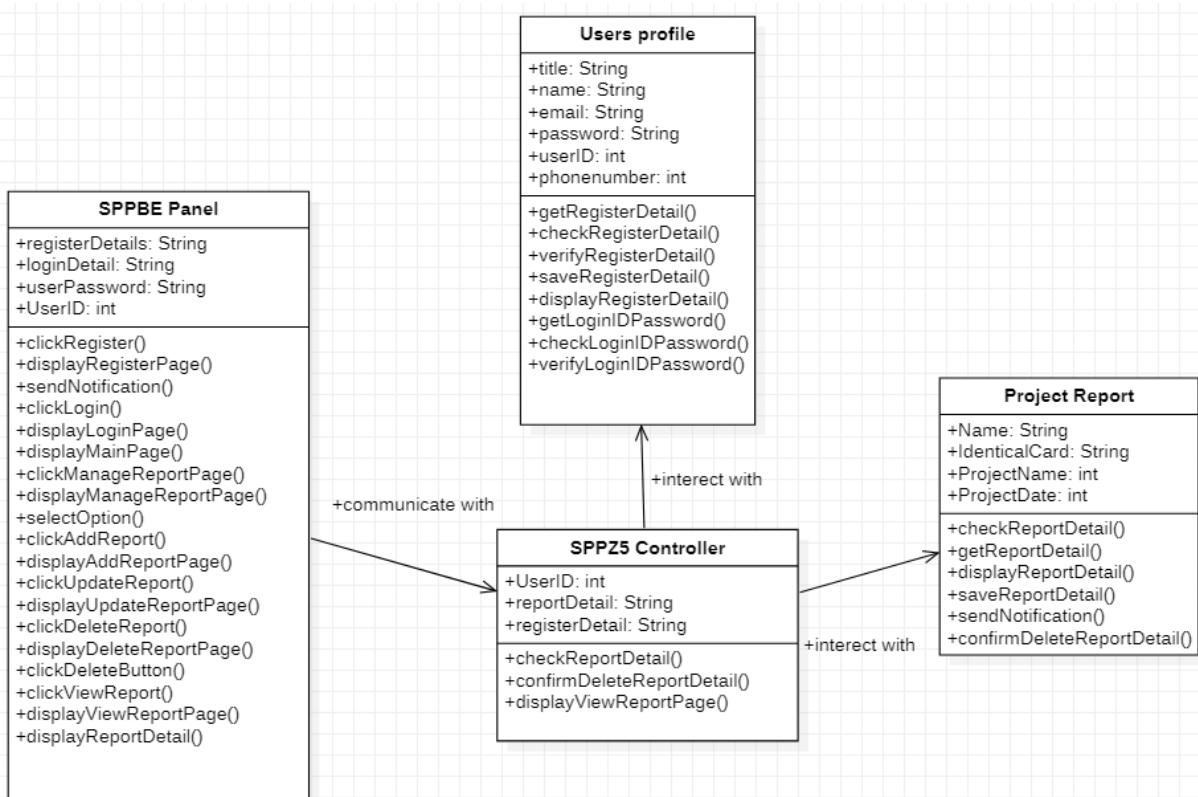 Users profile
+title: String
+name: String
+email: String
+password: String
+userID: int
+phonenumber: int
+getRegisterDetail()
+checkRegisterDetail()
+verifyRegisterDetail()
+saveRegisterDetail()
+displayRegisterDetail()
+getLoginIDPassword()
+checkLoginIDPassword()
+verifyLoginIDPassword()
SPPBE Panel
+registerDetails: String
+loginDetail: String
+userPassword: String
+UserID: int
+clickRegister()
+displayRegisterPage()
+sendNotification()
+clickLogin()
+displayLoginPage()
+displayMainPage()
+clickManageReportPage()
+displayManageReportPage()
+selectOption()
+clickAddReport()
+displayAddReportPage()
+clickUpdateReport()
+displayUpdateReportPage()
+clickDeleteReport()
+displayDeleteReportPage()
+clickDeleteButton()
+clickViewReport()
+displayViewReportPage()
+displayReportDetail()
+communicate with
+interect with
SPPZ5 Controller
+UserID: int
+reportDetail: String
+registerDetail: String
+checkReportDetail()
+confirmDeleteReportDetail()
+displayViewReportPage()
+interect with
Project Report
+Name: String
+IdenticalCard: String
+ProjectName: int
+ProjectDate: int
+checkReportDetail()
+getReportDetail()
+displayReportDetail()
+saveReportDetail()
+sendNotification()
+confirmDeleteReportDetail()